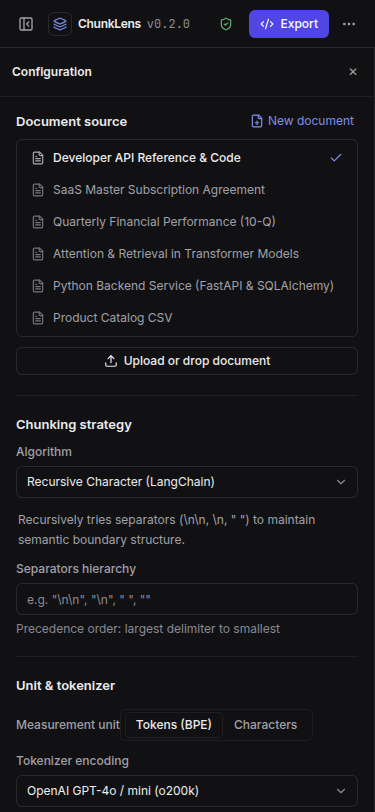 ChunkLens v0.2.0 Export
Configuration
Document source New document
Developer API Reference & Code
SaaS Master Subscription Agreement
Quarterly Financial Performance (10-Q)
Attention & Retrieval in Transformer Models
Python Backend Service (FastAPI & SQLAlchemy)
Product Catalog CSV
Upload or drop document
Chunking strategy
Algorithm
Recursive Character (LangChain)
Recursively tries separators (\n\n, \n, " ") to maintain
semantic boundary structure.
Separators hierarchy
e.g. "\n\n", "\n", " ", ""
Precedence order: largest delimiter to smallest
Unit & tokenizer
Measurement unit Tokens (BPE) Characters
Tokenizer encoding
OpenAI GPT-4o / mini (o200k)